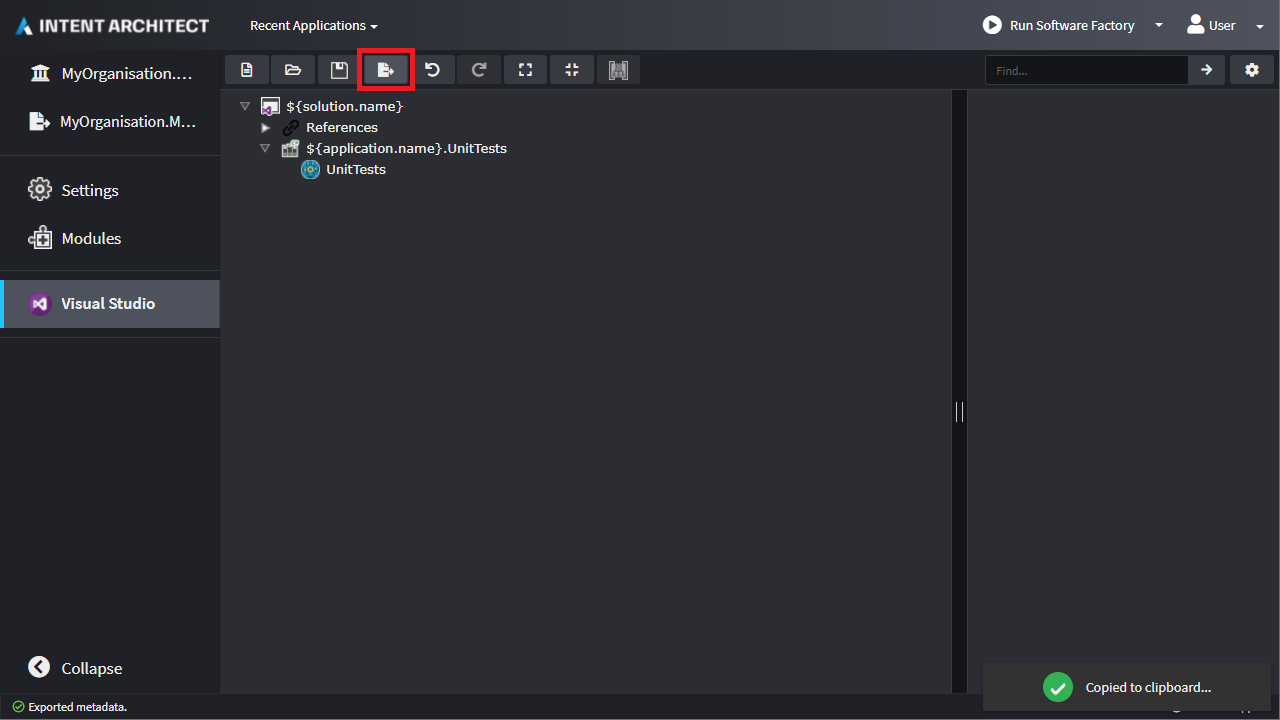 INTENT ARCHITECT
Recent Applications
Run Software Factory
User
MyOrganisation....
MyOrganisation.M...
Settings
Modules
Visual Studio
Collapse
Find...
${solution.name}
References
${application.name}.UnitTests
UnitTests
Copied to clipboard...
Exported metadata.